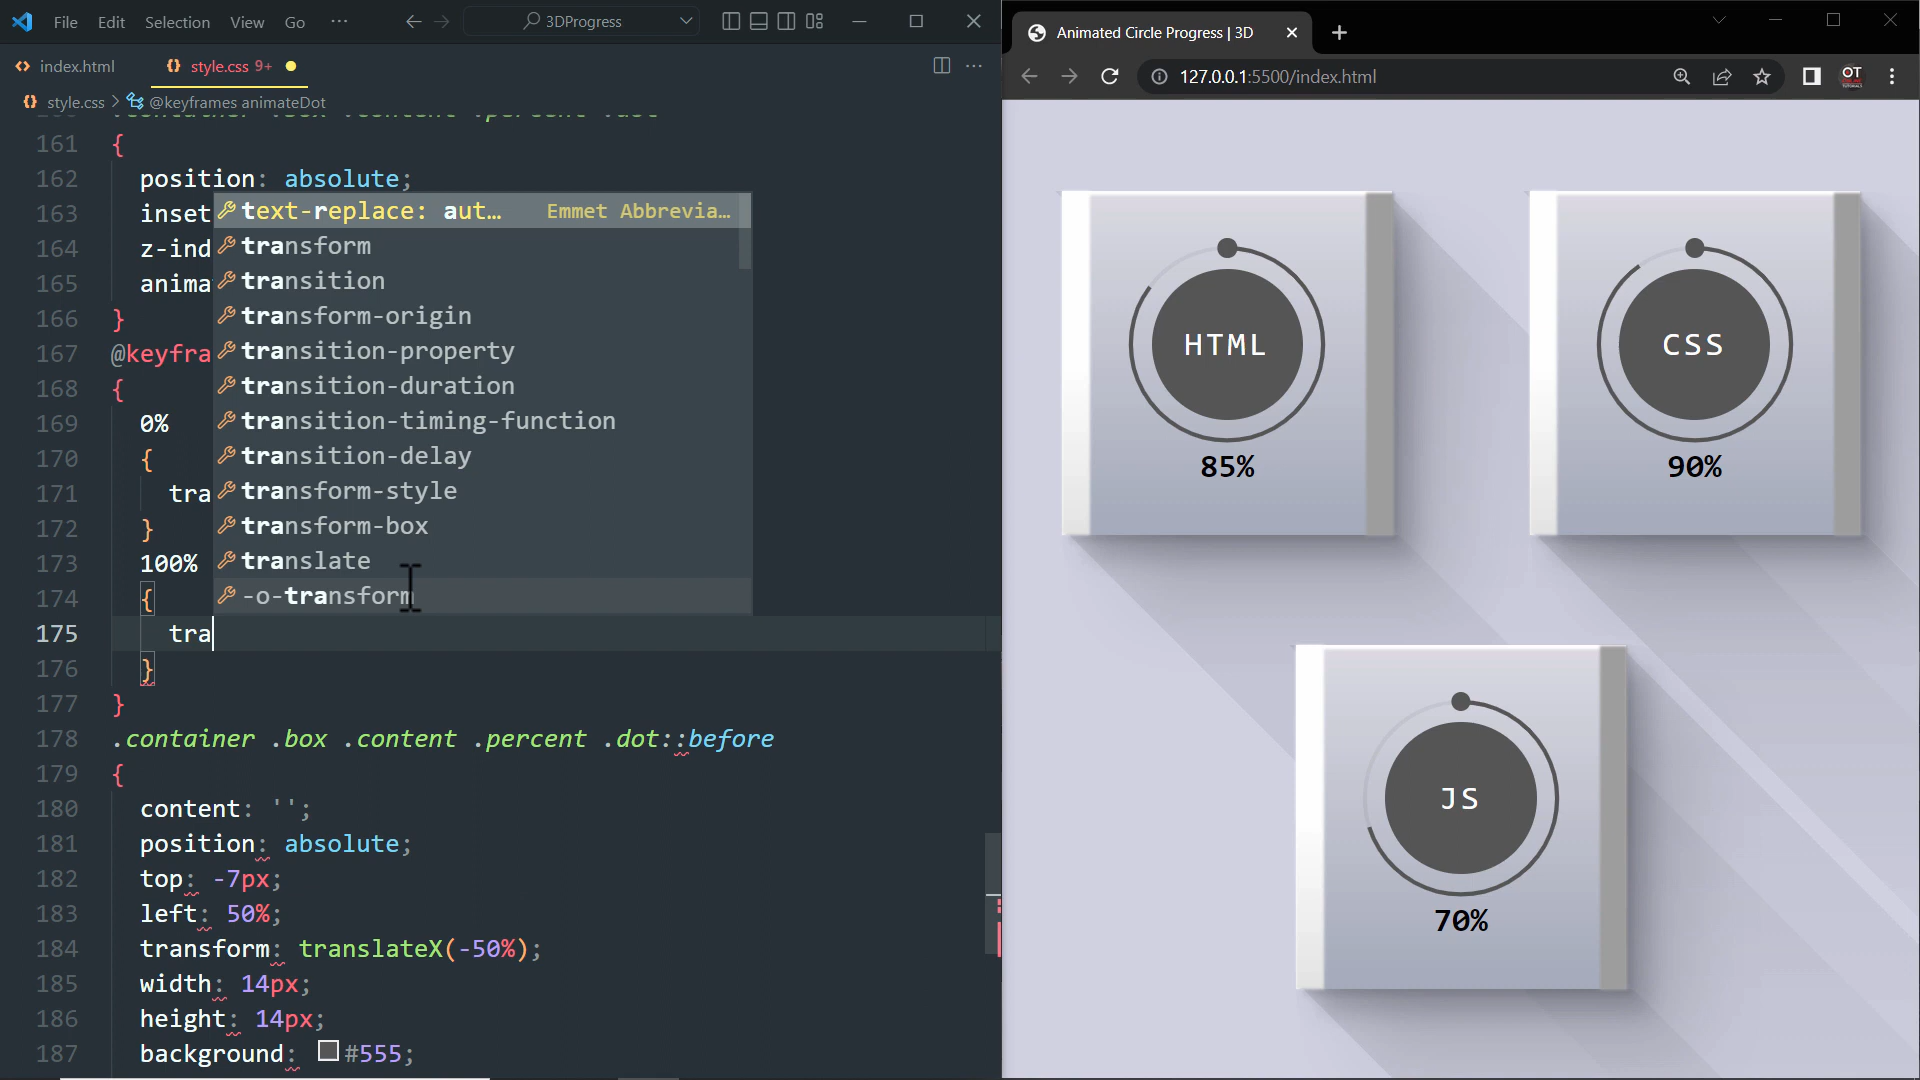 File Edit Selection View Go ··· 3DProgress
index.html style.css 9+
style.css > @keyframes animateDot
161 {
162 position: absolute;
163 inset
164 z-ind
165 anima
166 }
167 @keyfra
168 {
169 0%
170 {
171 tra
172 }
173 100%
174 {
175 tra
176 }
177 }
178 .container .box .content .percent .dot::before
179 {
180 content: '';
181 position: absolute;
182 top: -7px;
183 left: 50%;
184 transform: translateX(-50%);
185 width: 14px;
186 height: 14px;
187 background: #555;
text-replace: aut… Emmet Abbrevia…
transform
transition
transform-origin
transition-property
transition-duration
transition-timing-function
transition-delay
transform-style
transform-box
translate
-o-transform
Animated Circle Progress | 3D
127.0.0.1:5500/index.html
OT
HTML
85%
CSS
90%
JS
70%